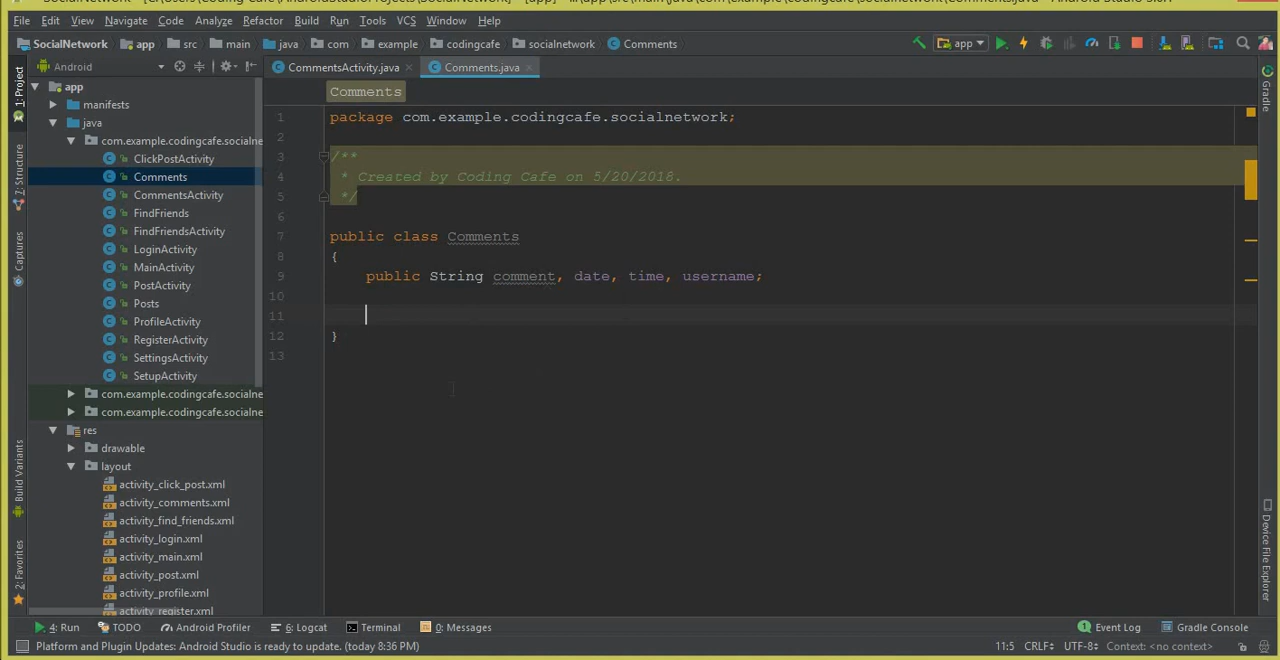 SocialNetwork - [C:\Users\Coding Cafe\AndroidStudioProjects\SocialNetwork] - [app] - ...\app\src\main\java\com\example\codingcafe\socialnetwork\Comments.java - Android Studio 3.0.1
File Edit View Navigate Code Analyze Refactor Build Run Tools VCS Window Help
SocialNetwork app src main java com example codingcafe socialnetwork Comments app
Android CommentsActivity.java Comments.java
1: Project
7: Structure
Captures
Build Variants
2: Favorites
app
manifests
java
com.example.codingcafe.socialne
ClickPostActivity
Comments
CommentsActivity
FindFriends
FindFriendsActivity
LoginActivity
MainActivity
PostActivity
Posts
ProfileActivity
RegisterActivity
SettingsActivity
SetupActivity
com.example.codingcafe.socialne
com.example.codingcafe.socialne
res
drawable
layout
activity_click_post.xml
activity_comments.xml
activity_find_friends.xml
activity_login.xml
activity_main.xml
activity_post.xml
activity_profile.xml
activity_register.xml
Comments
1 package com.example.codingcafe.socialnetwork;
2
3 /**
4 * Created by Coding Cafe on 5/20/2018.
5 */
6
7 public class Comments
8 {
9 public String comment, date, time, username;
10
11
12 }
13
Gradle
Device File Explorer
4: Run TODO Android Profiler 6: Logcat Terminal 0: Messages 1 Event Log Gradle Console
Platform and Plugin Updates: Android Studio is ready to update. (today 8:36 PM) 11:5 CRLF UTF-8 Context: <no context>